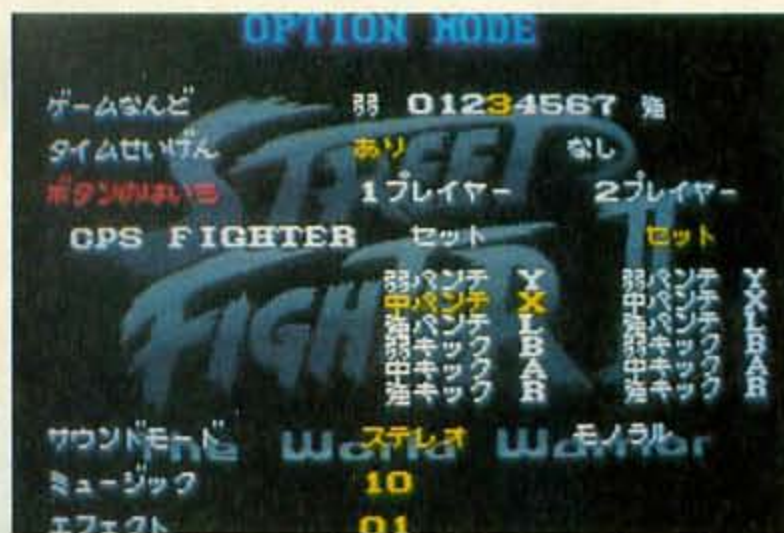 OPTION MODE
ゲームなんど 弱 01234567 強
タイムせいげん あり なし
ボタンのはいち 1プレイヤー 2プレイヤー
CPS FIGHTER セット セット
弱パンチ Y 弱パンチ Y
中パンチ X 中パンチ X
強パンチ L 強パンチ L
弱キック B 弱キック B
中キック A 中キック A
強キック R 強キック R
STREET FIGHTER II
サウンドモード ステレオ モノラル
The World Warrior
ミュージック 10
エフェクト 01